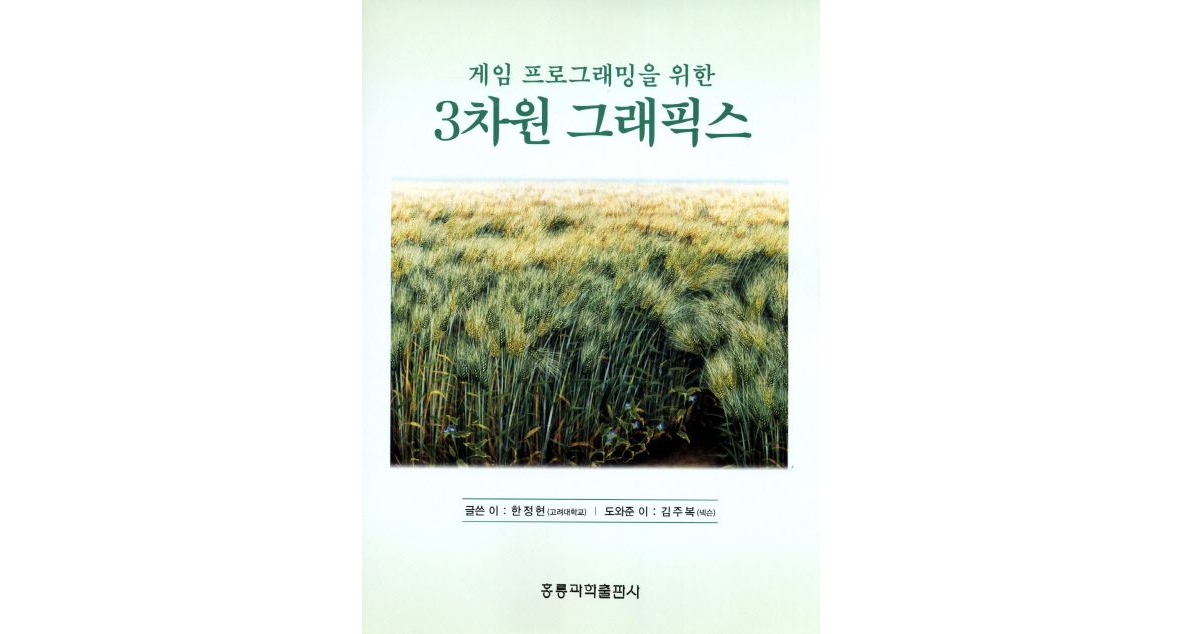 게임 프로그래밍을 위한
3차원 그래픽스
글쓴 이 : 한정현(고려대학교) | 도와준 이 : 김주복(넥슨)
홍릉과학출판사